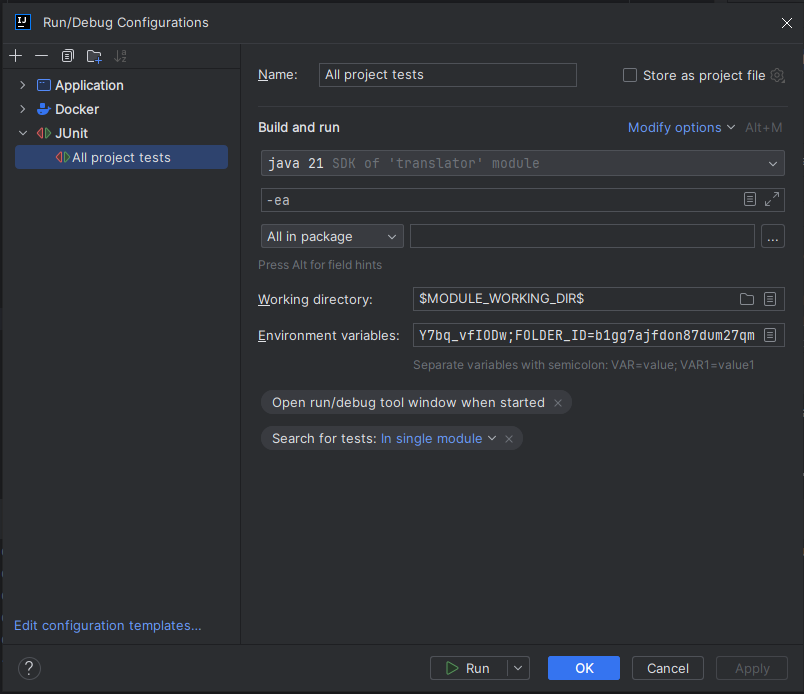 Run/Debug Configurations
Application
Docker
JUnit
All project tests
Edit configuration templates...
Name:
All project tests
Store as project file
Build and run
Modify options
Alt+M
java 21 SDK of 'translator' module
-ea
All in package
...
Press Alt for field hints
Working directory:
$MODULE_WORKING_DIR$
Environment variables:
Y7bq_vfIODw;FOLDER_ID=b1gg7ajfdon87dum27qm
Separate variables with semicolon: VAR=value; VAR1=value1
Open run/debug tool window when started
Search for tests: In single module
?
Run
OK
Cancel
Apply